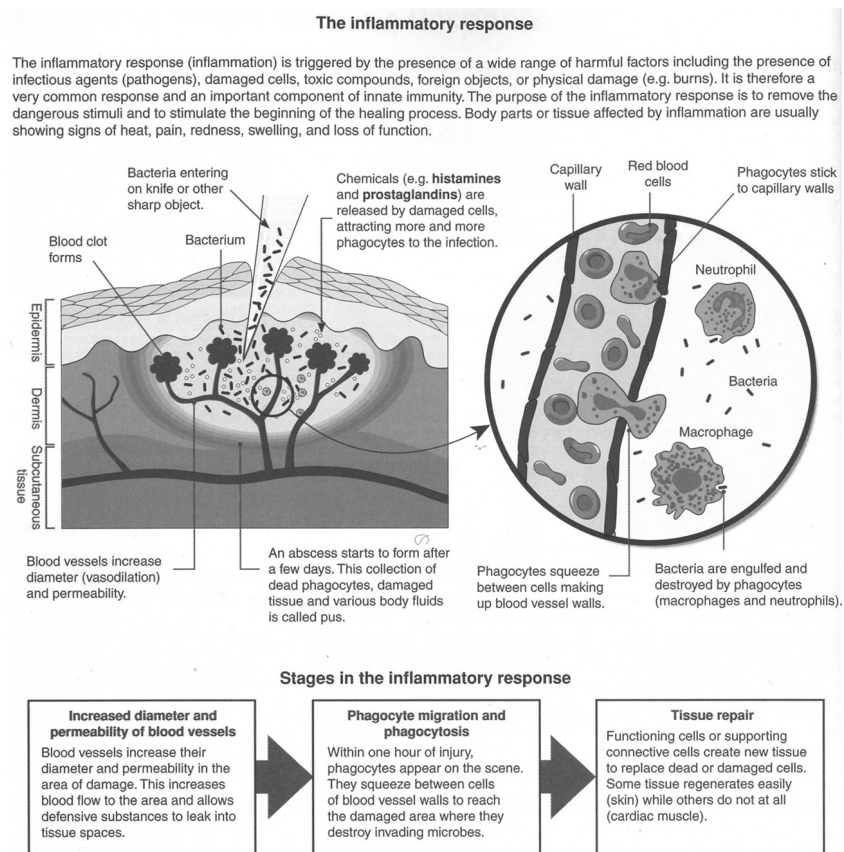 The inflammatory response
The inflammatory response (inflammation) is triggered by the presence of a wide range of harmful factors including the presence of
infectious agents (pathogens), damaged cells, toxic compounds, foreign objects, or physical damage (e.g. burns). It is therefore a
very common response and an important component of innate immunity. The purpose of the inflammatory response is to remove the
dangerous stimuli and to stimulate the beginning of the healing process. Body parts or tissue affected by inflammation are usually
showing signs of heat, pain, redness, swelling, and loss of function.
Bacteria entering
on knife or other
sharp object.
Chemicals (e.g. histamines
and prostaglandins) are
released by damaged cells,
attracting more and more
phagocytes to the infection.
Blood clot
forms
Bacterium
Epidermis
Dermis
Subcutaneous
tissue
Blood vessels increase
diameter (vasodilation)
and permeability.
An abscess starts to form after
a few days. This collection of
dead phagocytes, damaged
tissue and various body fluids
is called pus.
Capillary
wall
Red blood
cells
Phagocytes stick
to capillary walls
Neutrophil
Bacteria
Macrophage
Phagocytes squeeze
between cells making
up blood vessel walls.
Bacteria are engulfed and
destroyed by phagocytes
(macrophages and neutrophils).
Stages in the inflammatory response
Increased diameter and
permeability of blood vessels
Blood vessels increase their
diameter and permeability in the
area of damage. This increases
blood flow to the area and allows
defensive substances to leak into
tissue spaces.
Phagocyte migration and
phagocytosis
Within one hour of injury,
phagocytes appear on the scene.
They squeeze between cells
of blood vessel walls to reach
the damaged area where they
destroy invading microbes.
Tissue repair
Functioning cells or supporting
connective cells create new tissue
to replace dead or damaged cells.
Some tissue regenerates easily
(skin) while others do not at all
(cardiac muscle).